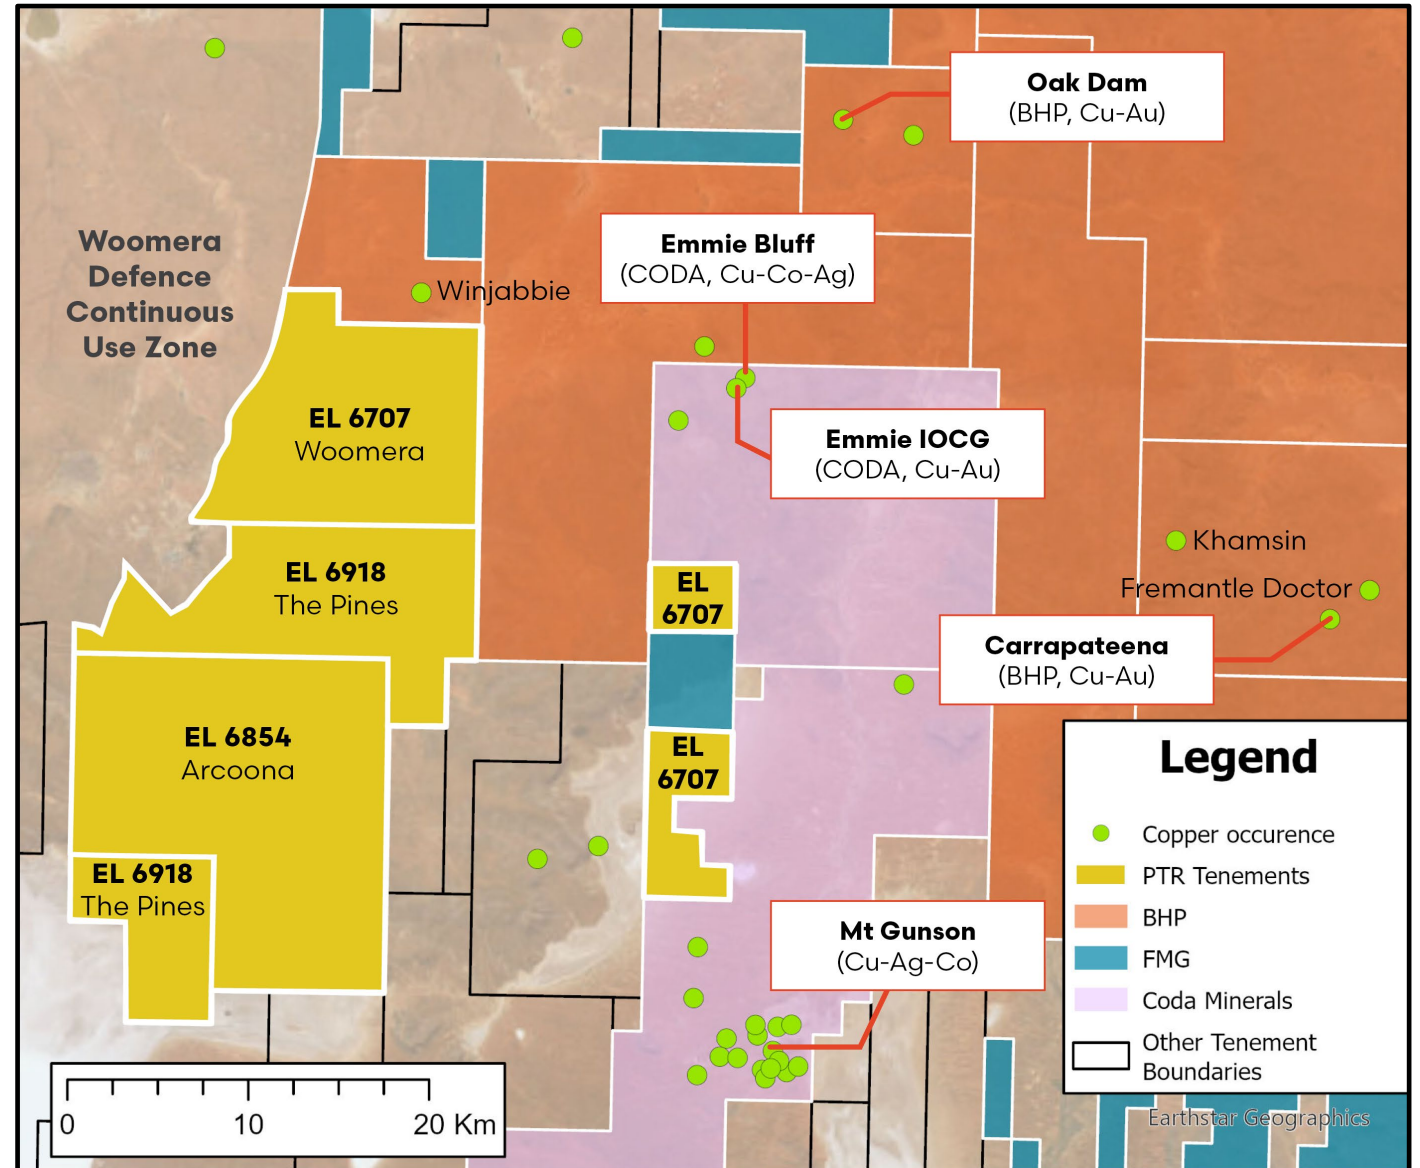 Oak Dam
(BHP, Cu-Au)
Woomera
Defence
Continuous
Use Zone
Emmie Bluff
(CODA, Cu-Co-Ag)
Winjabbie
EL 6707
Woomera
Emmie IOCG
(CODA, Cu-Au)
Khamsin
Fremantle Doctor
EL 6918
The Pines
EL
6707
Carrapateena
(BHP, Cu-Au)
EL 6854
Arcoona
EL
6707
EL 6918
The Pines
Mt Gunson
(Cu-Ag-Co)
Legend
Copper occurence
PTR Tenements
BHP
FMG
Coda Minerals
Other Tenement
Boundaries
Earthstar Geographics
0 10 20 Km